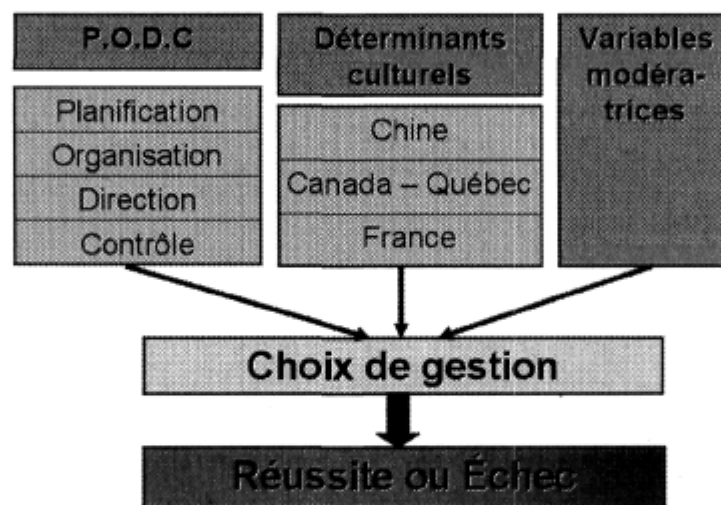 P.O.D.C
Planification
Organisation
Direction
Contrôle
Déterminants
culturels
Chine
Canada – Québec
France
Variables
modéra-
trices
Choix de gestion
Réussite ou Échec